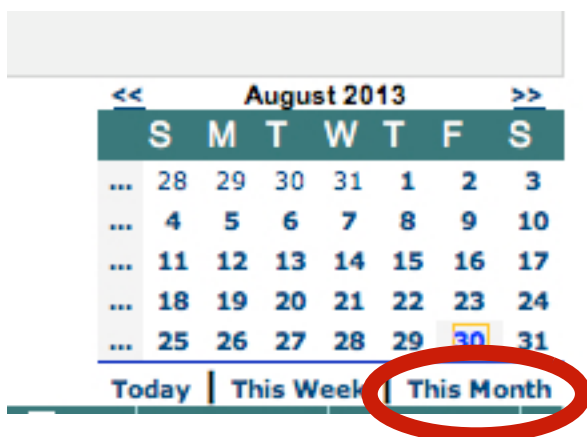 << August 2013 >>
S M T W T F S
... 28 29 30 31 1 2 3
... 4 5 6 7 8 9 10
... 11 12 13 14 15 16 17
... 18 19 20 21 22 23 24
... 25 26 27 28 29 30 31
Today | This Week | This Month